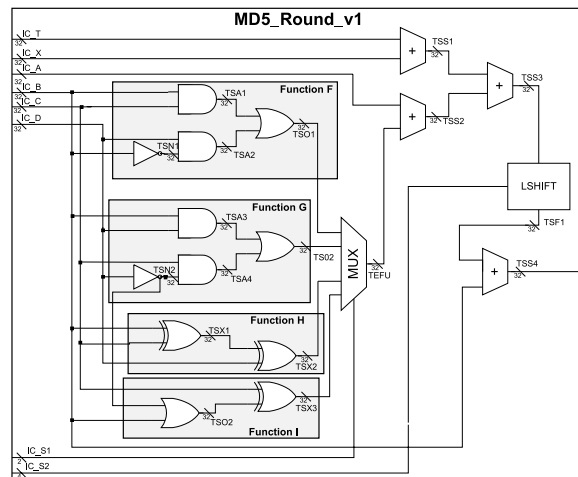 MD5_Round_v1
IC_T
32
IC_X
32
IC_A
32
IC_B
32
IC_C
32
IC_D
32
+
32
TSS1
+
32
TSS2
+
32
TSS3
Function F
32
TSA1
TSN1
32
32
TSA2
32
TSO1
LSHIFT
32
TSF1
Function G
32
TSA3
TSN2
32
32
TSA4
32
TS02
MUX
32
TEFU
+
32
TSS4
Function H
32
TSX1
32
TSX2
32
TSO2
32
TSX3
Function I
IC_S1
2
IC_S2